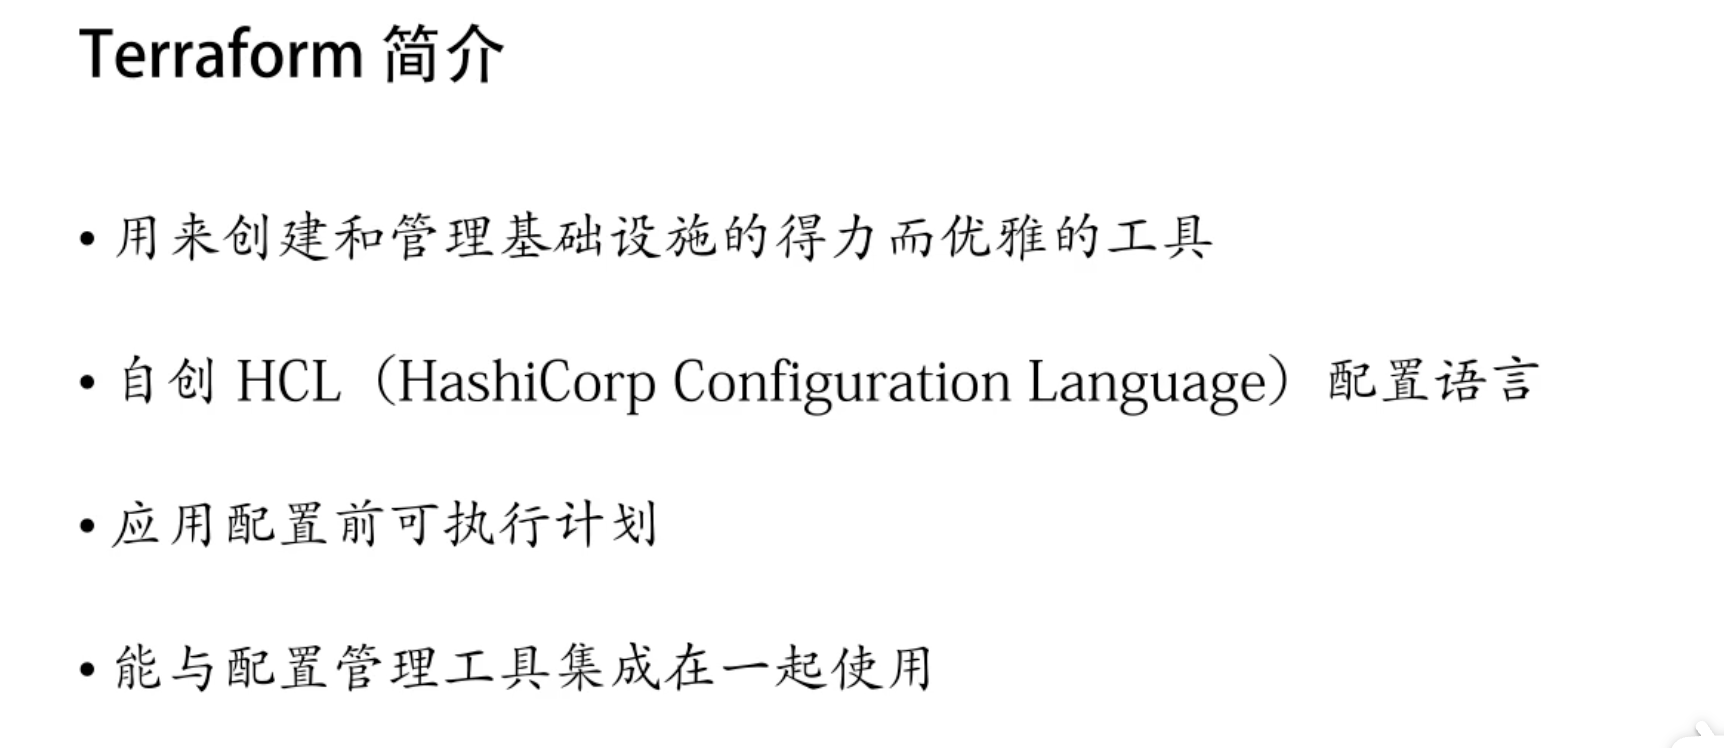 Terraform 简介
• 用来创建和管理基础设施的得力而优雅的工具
• 自创 HCL（HashiCorp Configuration Language）配置语言
• 应用配置前可执行计划
• 能与配置管理工具集成在一起使用